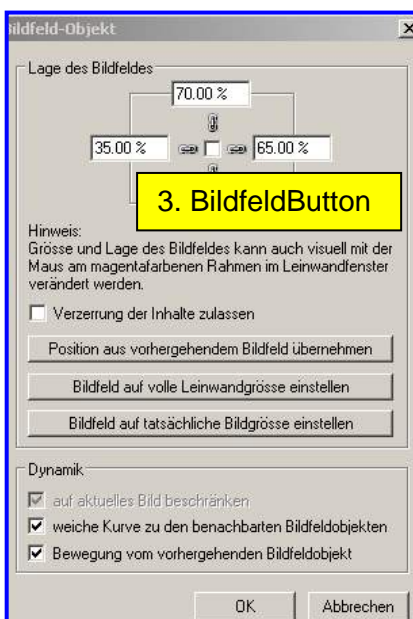 Bildfeld-Objekt
Lage des Bildfeldes
70.00 %
35.00 %
65.00 %
3. BildfeldButton
Hinweis:
Grösse und Lage des Bildfeldes kann auch visuell mit der
Maus am magentafarbenen Rahmen im Leinwandfenster
verändert werden.
Verzerrung der Inhalte zulassen
Position aus vorhergehendem Bildfeld übernehmen
Bildfeld auf volle Leinwandgrösse einstellen
Bildfeld auf tatsächliche Bildgrösse einstellen
Dynamik
auf aktuelles Bild beschränken
weiche Kurve zu den benachbarten Bildfeldobjekten
Bewegung vom vorhergehenden Bildfeldobjekt
OK
Abbrechen